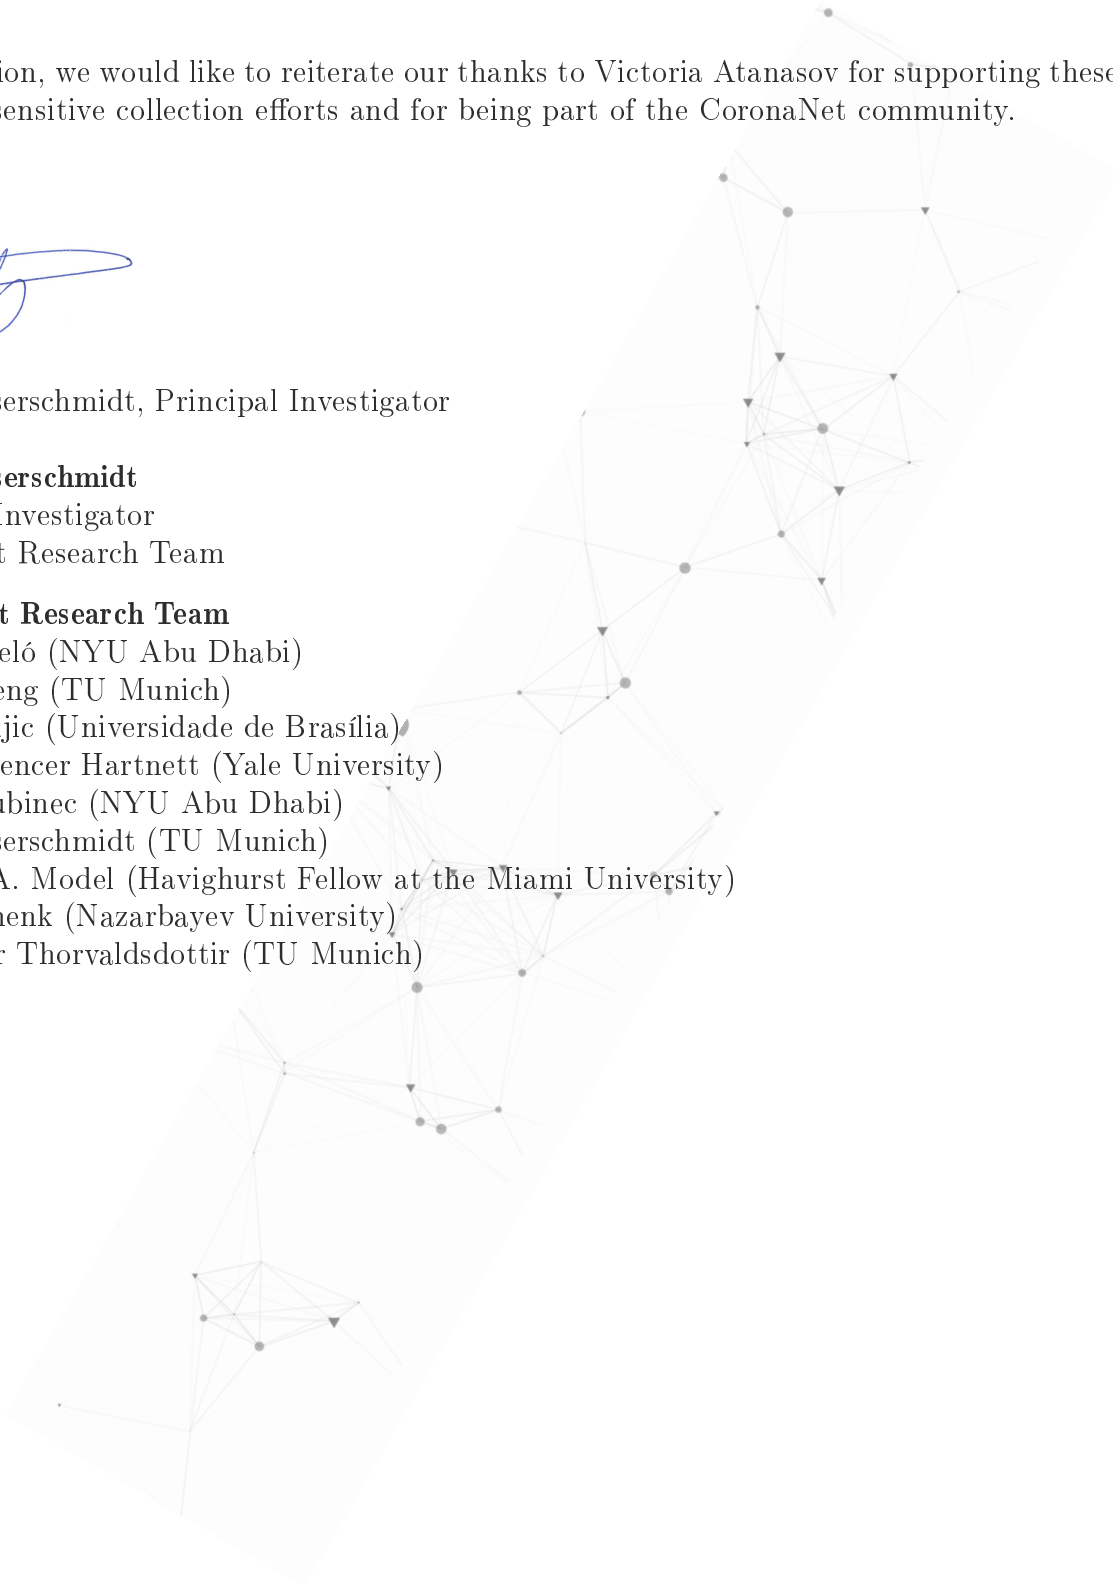 ion, we would like to reiterate our thanks to Victoria Atanasov for supporting these
sensitive collection efforts and for being part of the CoronaNet community.
serschmidt, Principal Investigator
serschmidt
Investigator
t Research Team
t Research Team
eló (NYU Abu Dhabi)
eng (TU Munich)
jic (Universidade de Brasília)
encer Hartnett (Yale University)
ubinec (NYU Abu Dhabi)
serschmidt (TU Munich)
A. Model (Havighurst Fellow at the Miami University)
henk (Nazarbayev University)
r Thorvaldsdottir (TU Munich)